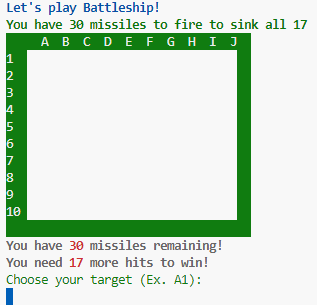 Let's play Battleship!
You have 30 missiles to fire to sink all 17
A B C D E F G H I J
1
2
3
4
5
6
7
8
9
10
You have 30 missiles remaining!
You need 17 more hits to win!
Choose your target (Ex. A1):